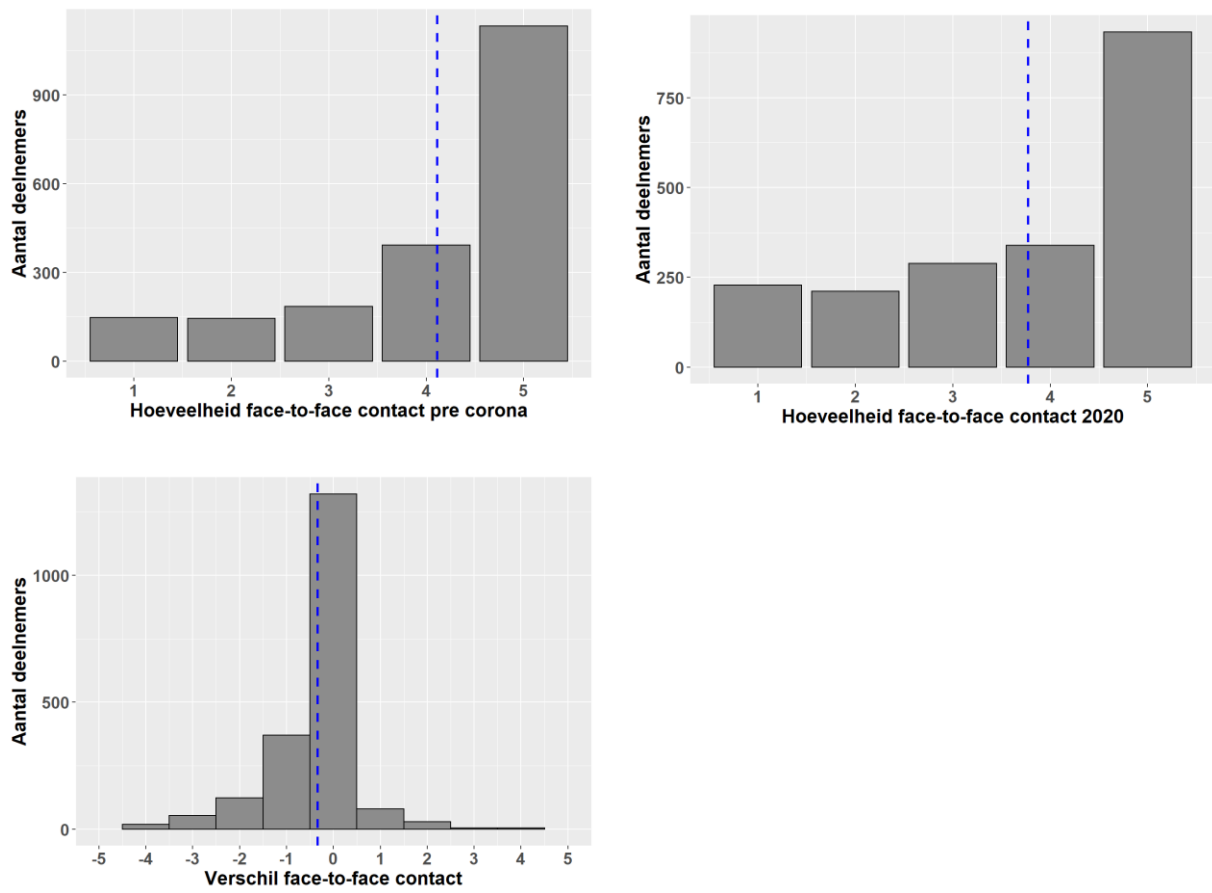 Aantal deelnemers
900
600
300
0
1 2 3 4 5
Hoeveelheid face-to-face contact pre corona
Aantal deelnemers
750
500
250
0
1 2 3 4 5
Hoeveelheid face-to-face contact 2020
Aantal deelnemers
1000
500
0
-5 -4 -3 -2 -1 0 1 2 3 4 5
Verschil face-to-face contact